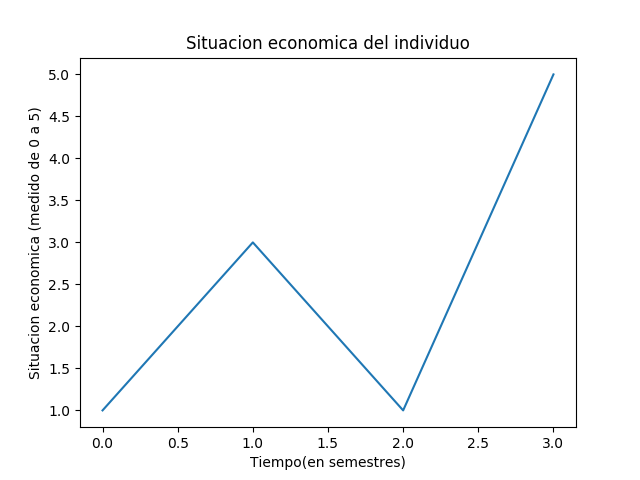 Situacion economica del individuo
Situacion economica (medido de 0 a 5)
5.0
4.5
4.0
3.5
3.0
2.5
2.0
1.5
1.0
0.0 0.5 1.0 1.5 2.0 2.5 3.0
Tiempo(en semestres)